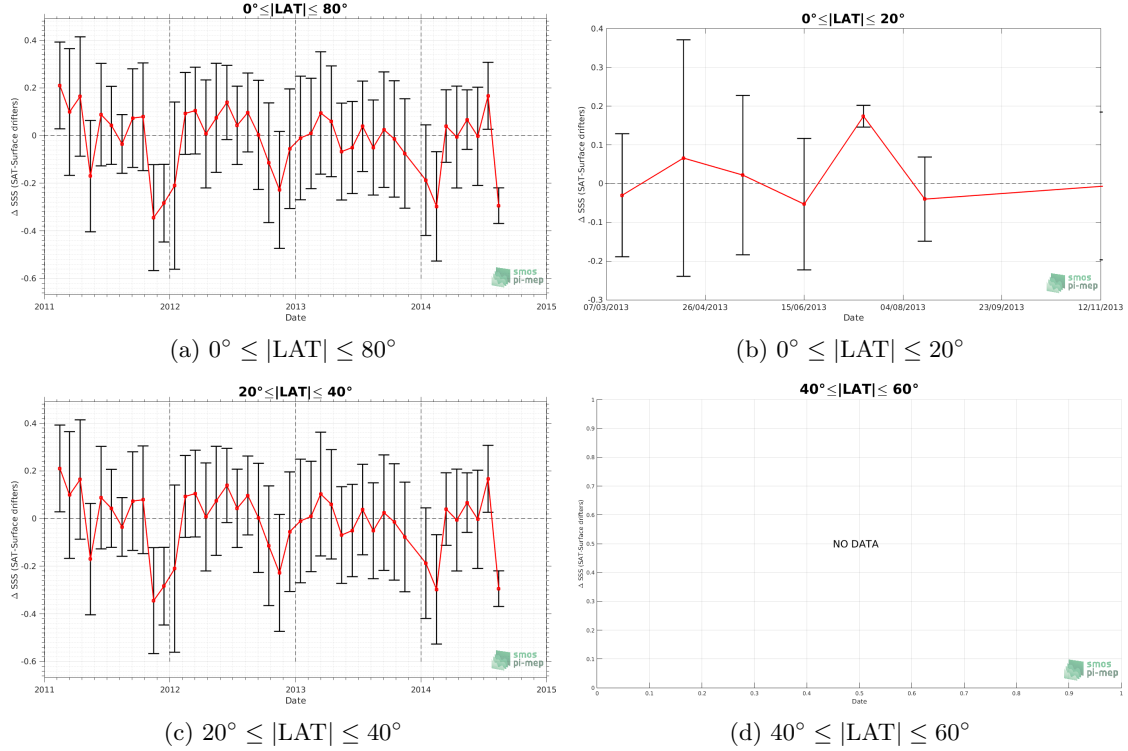 0°≤|LAT|≤ 80°
Δ SSS (SAT-Surface drifters)
0.4
0.2
0
-0.2
-0.4
-0.6
2011
2012
2013
2014
2015
Date
smos
pi-mep
(a) 0° ≤ |LAT| ≤ 80°
0°≤|LAT|≤ 20°
Δ SSS (SAT-Surface drifters)
0.4
0.3
0.2
0.1
0
-0.1
-0.2
-0.3
07/03/2013
26/04/2013
15/06/2013
04/08/2013
23/09/2013
12/11/2013
Date
smos
pi-mep
(b) 0° ≤ |LAT| ≤ 20°
20°≤|LAT|≤ 40°
Δ SSS (SAT-Surface drifters)
0.4
0.2
0
-0.2
-0.4
-0.6
2011
2012
2013
2014
2015
Date
smos
pi-mep
(c) 20° ≤ |LAT| ≤ 40°
40°≤|LAT|≤ 60°
Δ SSS (SAT-Surface drifters)
1
0.9
0.8
0.7
0.6
0.5
0.4
0.3
0.2
0.1
0
NO DATA
0
0.1
0.2
0.3
0.4
0.5
0.6
0.7
0.8
0.9
1
Date
smos
pi-mep
(d) 40° ≤ |LAT| ≤ 60°